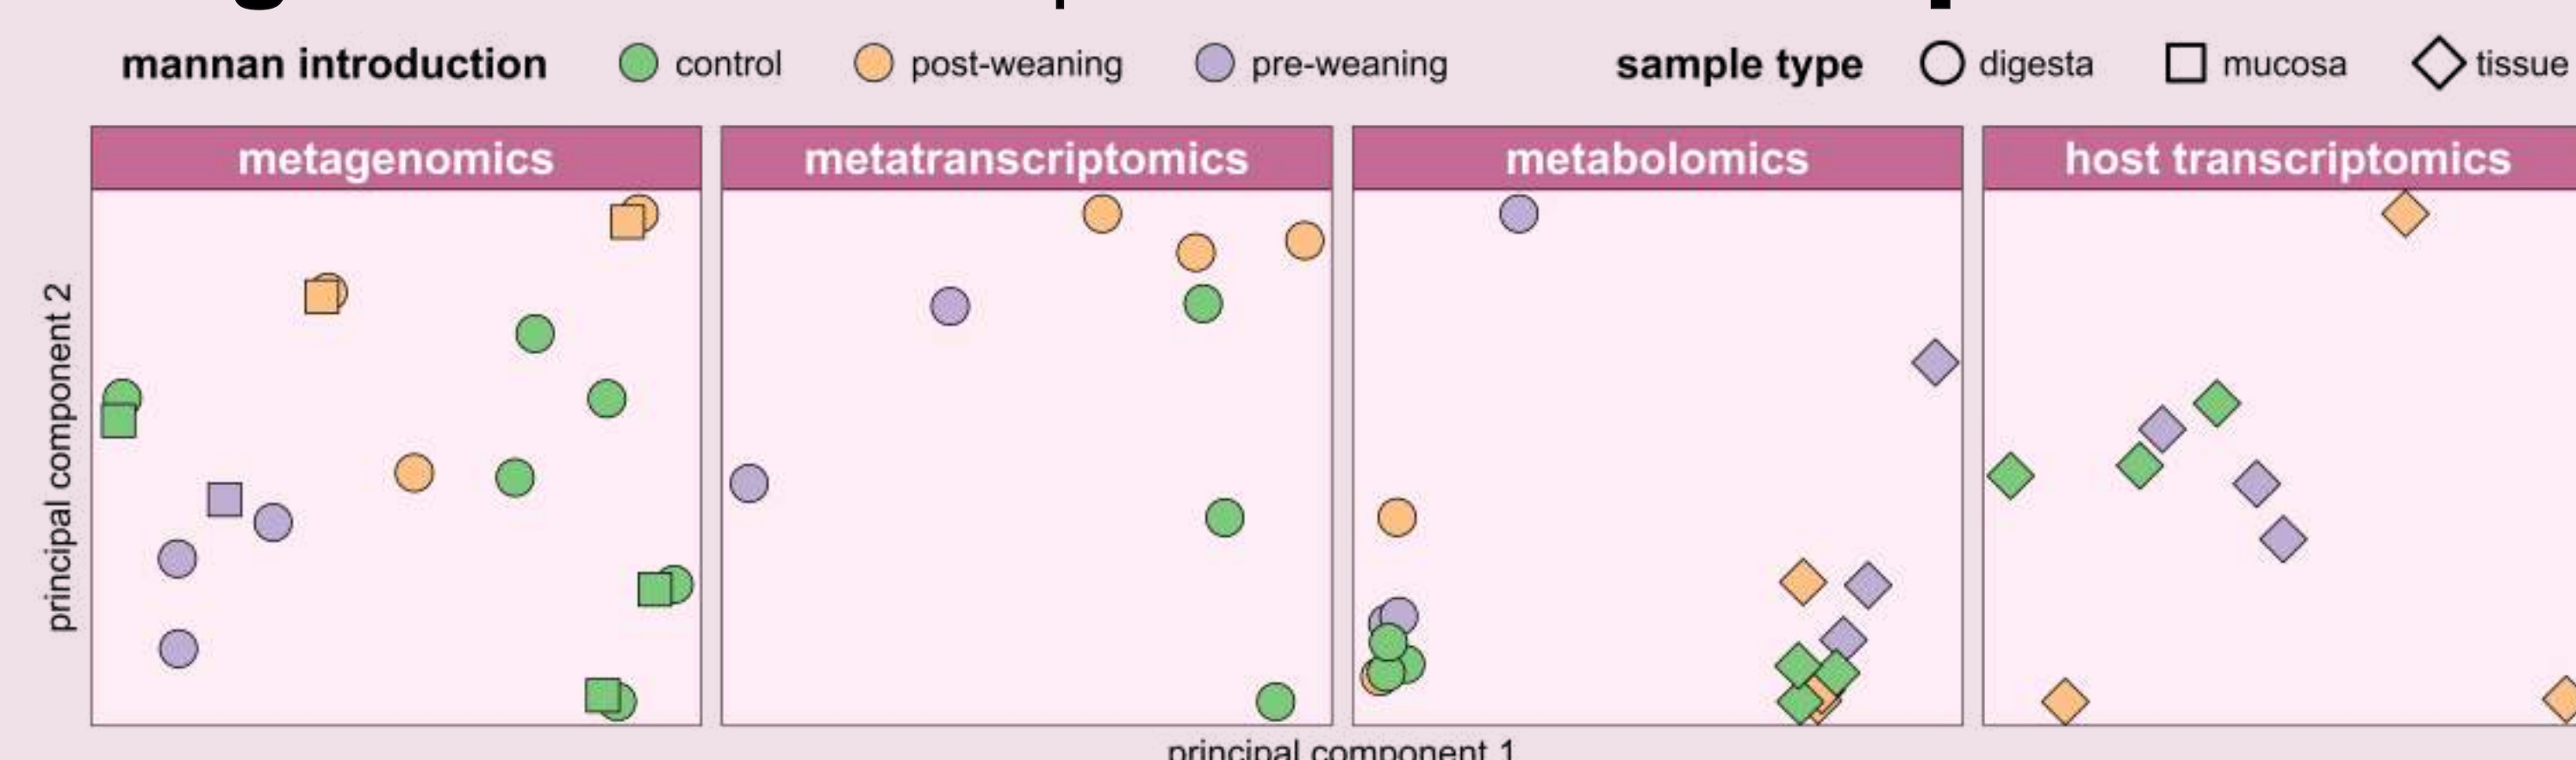 mannan introduction control post-weaning pre-weaning sample type digesta mucosa tissue
metagenomics metatranscriptomics metabolomics host transcriptomics
principal component 2
principal component 1